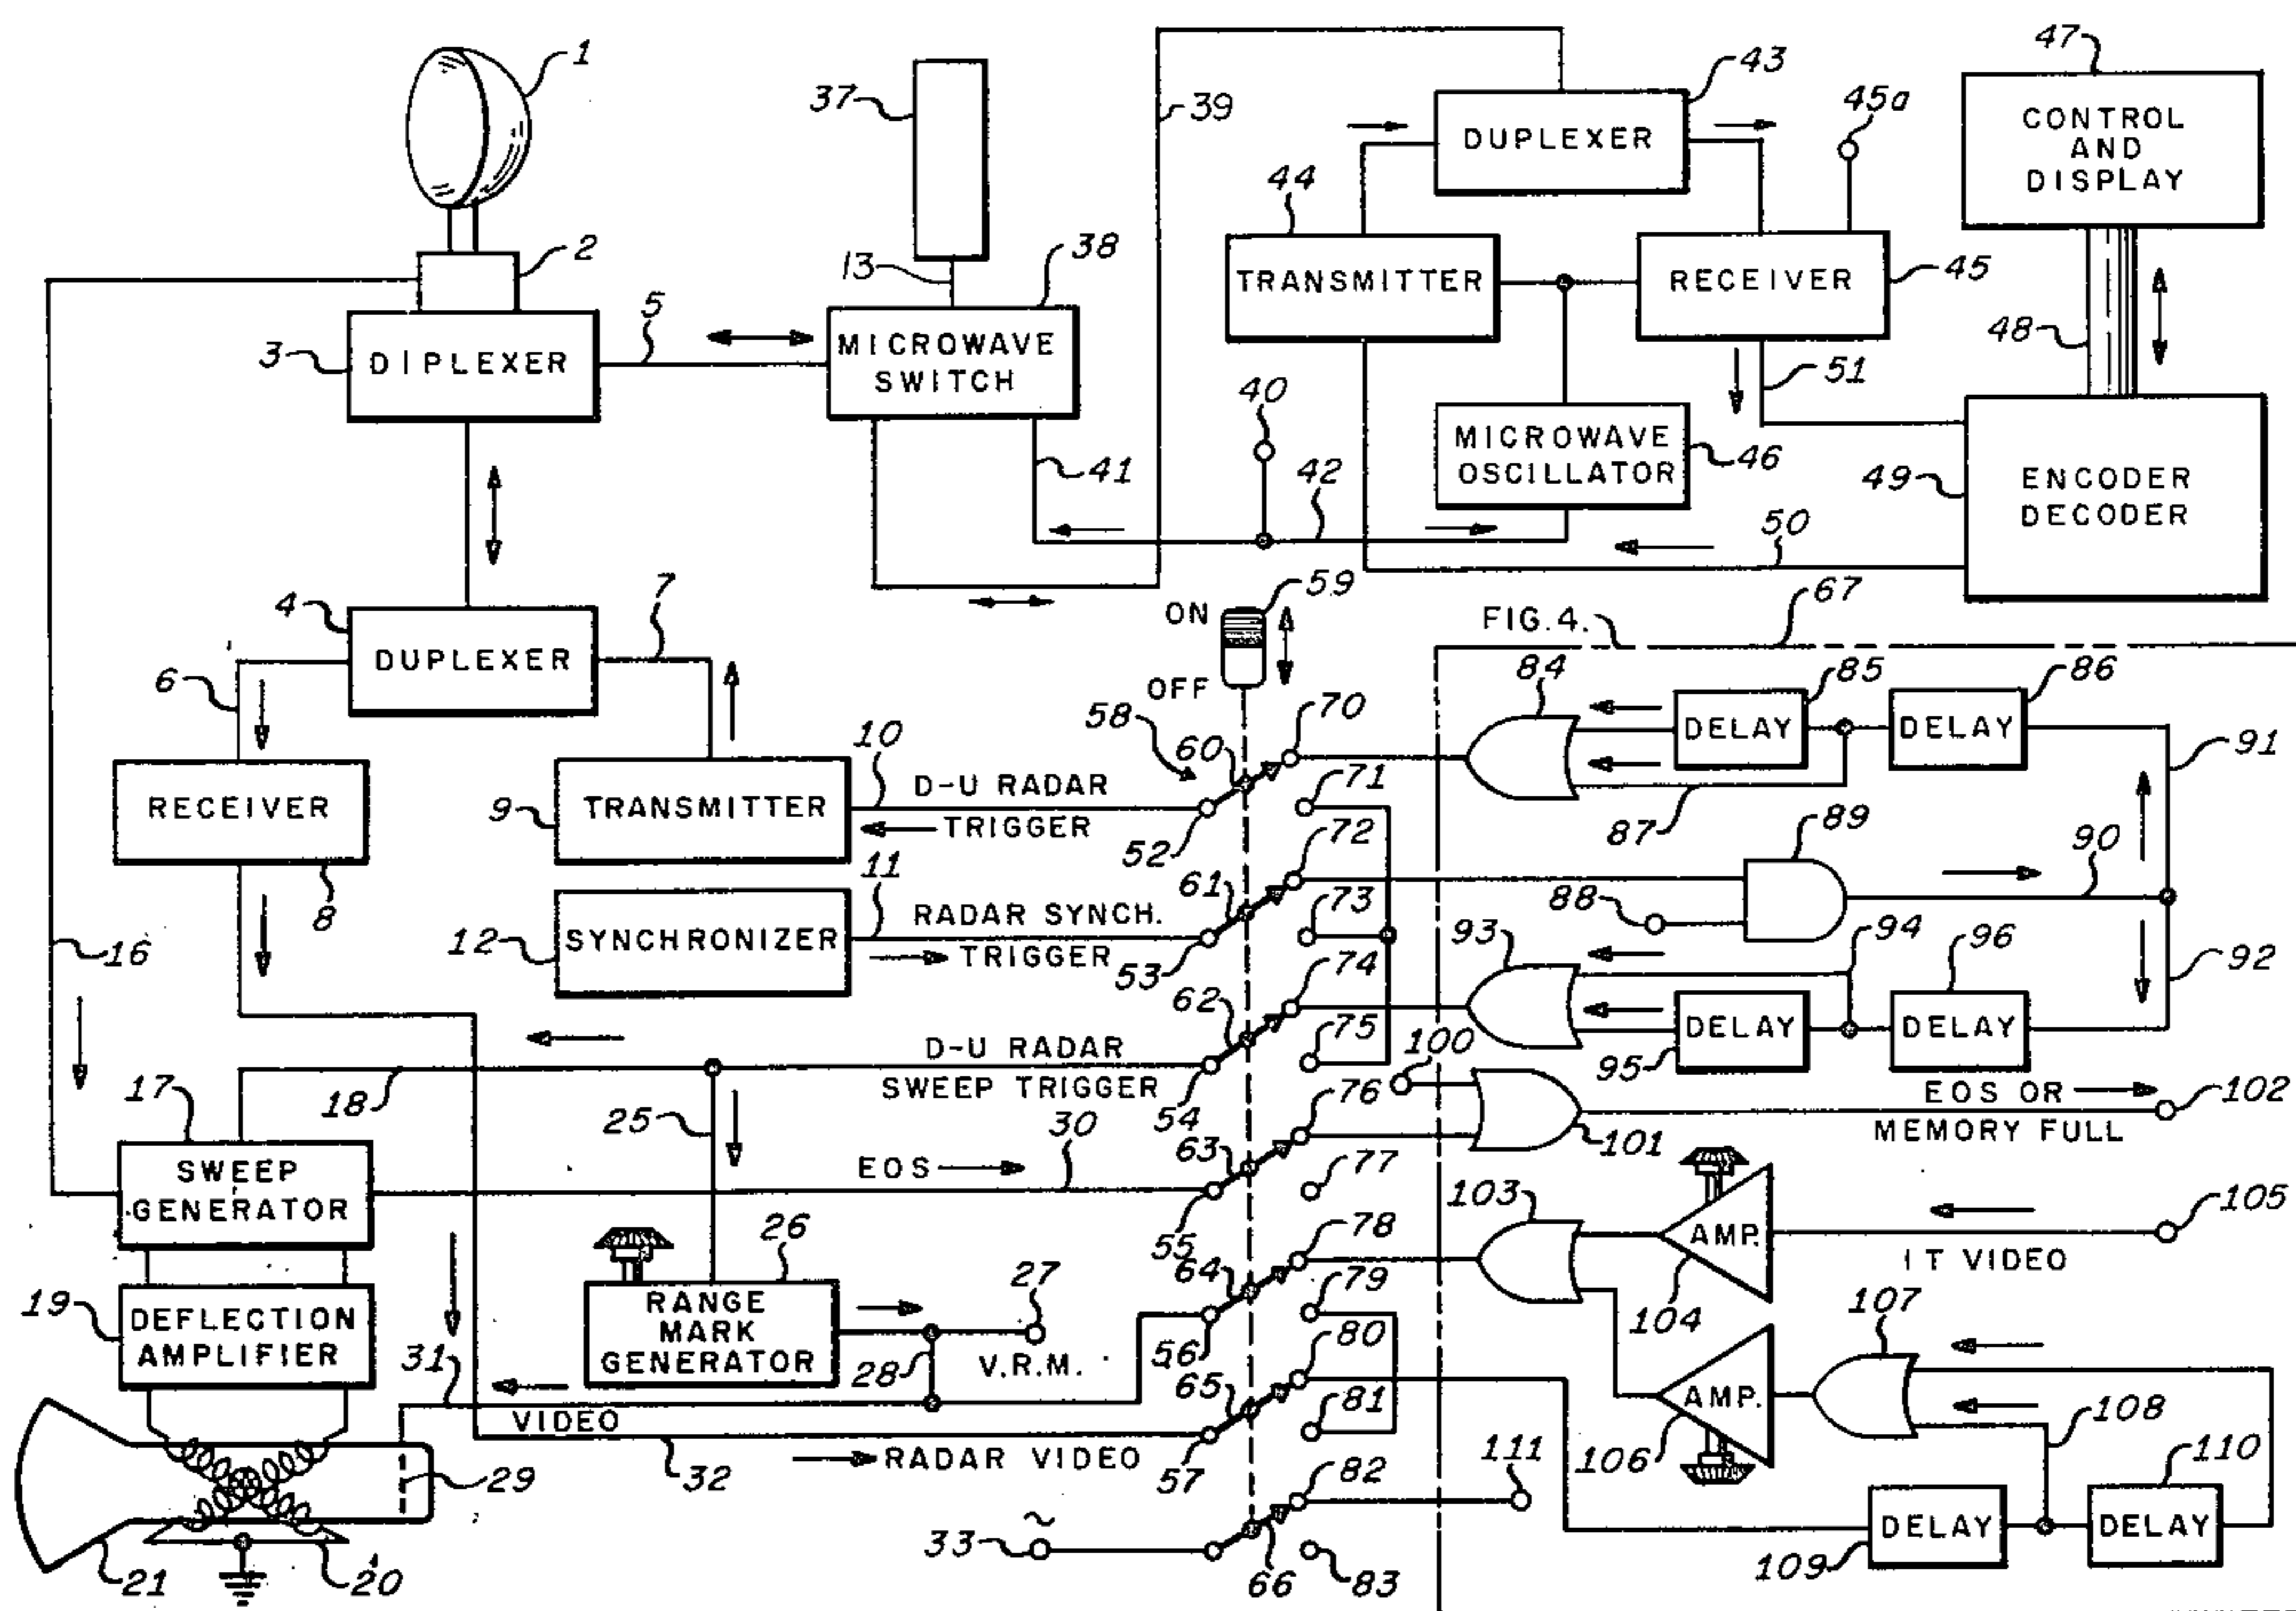 1
37
39
43
45a
47
DUPLEXER
CONTROL
AND
DISPLAY
44
2
13
38
TRANSMITTER
RECEIVER
45
48
5
3
DIPLEXER
MICROWAVE
SWITCH
40
41
42
MICROWAVE
OSCILLATOR
46
51
49
ENCODER
DECODER
50
4
7
DUPLEXER
6
ON
OFF
59
FIG. 4.
67
84
85
DELAY
86
DELAY
91
58
60
70
10
D-U RADAR
TRIGGER
RECEIVER
8
9
TRANSMITTER
52
71
87
72
89
90
11
61
RADAR SYNCH.
TRIGGER
12
SYNCHRONIZER
53
73
88
93
94
96
92
16
62
74
DELAY
DELAY
95
D-U RADAR
SWEEP TRIGGER
18
54
75
100
76
EOS OR
MEMORY FULL
102
101
17
SWEEP
GENERATOR
25
30
EOS
63
55
77
103
AMP.
104
105
IT VIDEO
26
RANGE
MARK
GENERATOR
27
28
V.R.M.
64
78
79
56
107
19
DEFLECTION
AMPLIFIER
31
VIDEO
65
80
81
AMP.
106
108
110
29
32
RADAR VIDEO
57
82
111
DELAY
109
DELAY
21
20
33
~
66
83